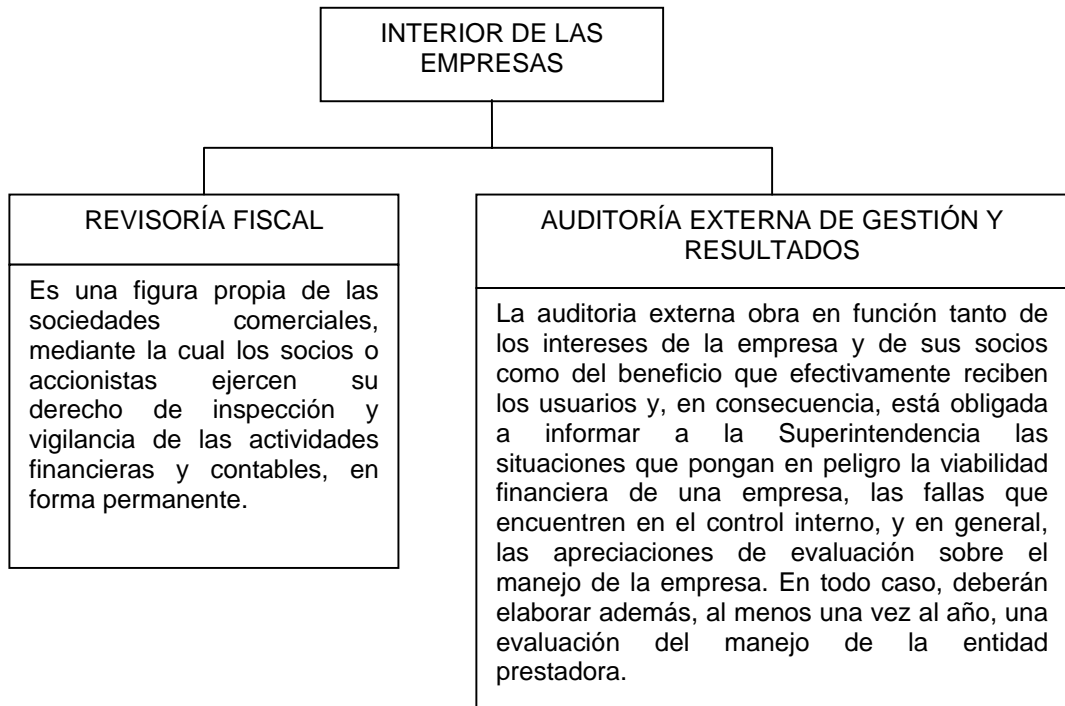 INTERIOR DE LAS
EMPRESAS
REVISORÍA FISCAL
Es una figura propia de las
sociedades comerciales,
mediante la cual los socios o
accionistas ejercen su
derecho de inspección y
vigilancia de las actividades
financieras y contables, en
forma permanente.
AUDITORÍA EXTERNA DE GESTIÓN Y
RESULTADOS
La auditoria externa obra en función tanto de
los intereses de la empresa y de sus socios
como del beneficio que efectivamente reciben
los usuarios y, en consecuencia, está obligada
a informar a la Superintendencia las
situaciones que pongan en peligro la viabilidad
financiera de una empresa, las fallas que
encuentren en el control interno, y en general,
las apreciaciones de evaluación sobre el
manejo de la empresa. En todo caso, deberán
elaborar además, al menos una vez al año, una
evaluación del manejo de la entidad
prestadora.